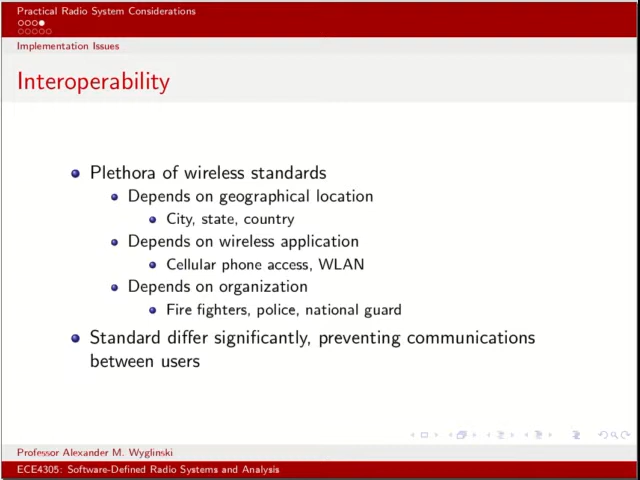 Practical Radio System Considerations
Implementation Issues
Interoperability
Plethora of wireless standards
Depends on geographical location
City, state, country
Depends on wireless application
Cellular phone access, WLAN
Depends on organization
Fire fighters, police, national guard
Standard differ significantly, preventing communications
between users
Professor Alexander M. Wyglinski
ECE4305: Software-Defined Radio Systems and Analysis